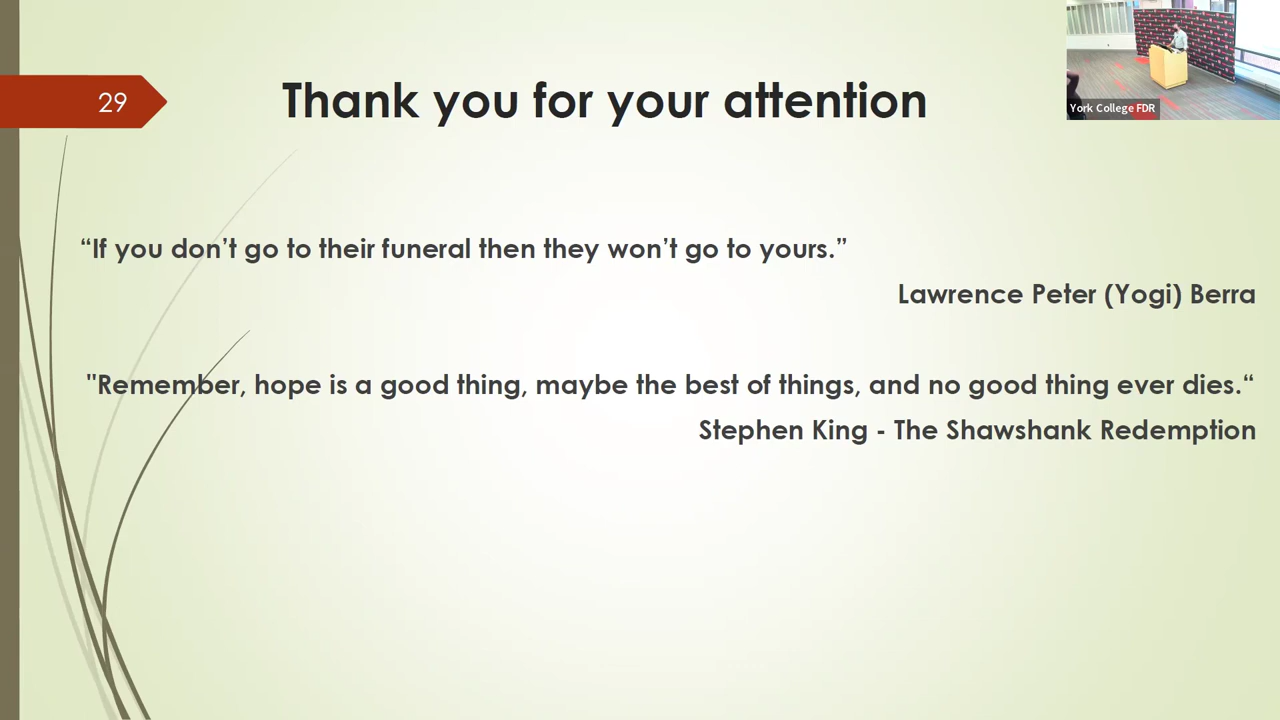 29
Thank you for your attention
York College FDR
“If you don’t go to their funeral then they won’t go to yours.”
Lawrence Peter (Yogi) Berra
"Remember, hope is a good thing, maybe the best of things, and no good thing ever dies.“
Stephen King - The Shawshank Redemption